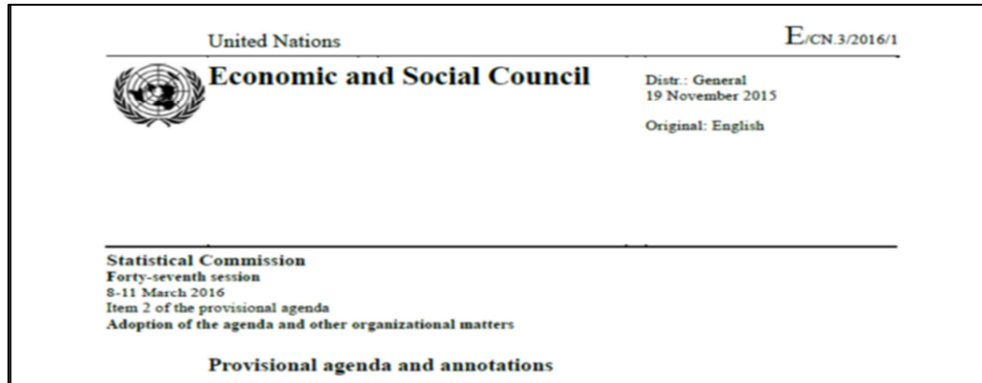 United Nations
E/CN.3/2016/1
Economic and Social Council
Distr.: General
19 November 2015
Original: English
Statistical Commission
Forty-seventh session
8-11 March 2016
Item 2 of the provisional agenda
Adoption of the agenda and other organizational matters
Provisional agenda and annotations